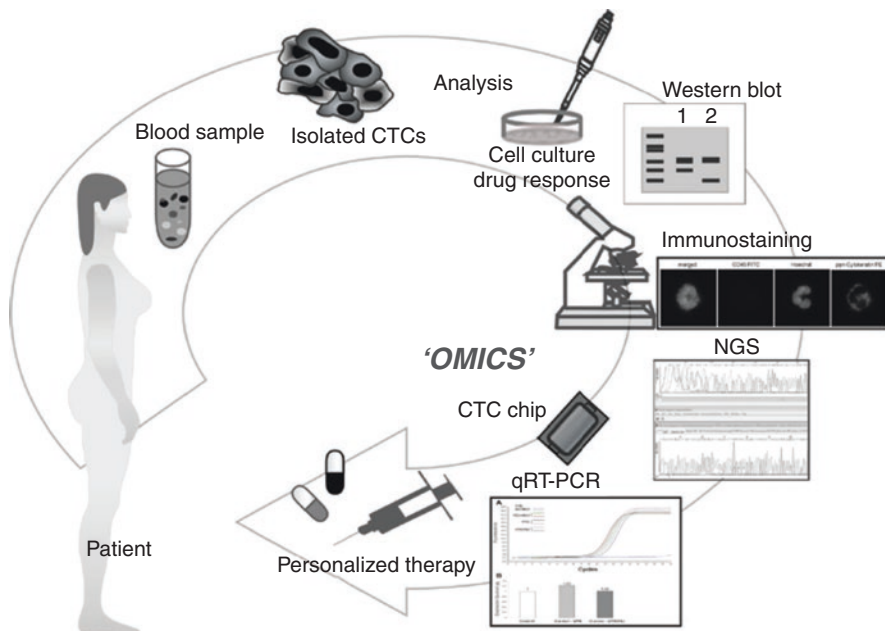 Analysis
Western blot
1 2
Blood sample
Isolated CTCs
Cell culture
drug response
Immunostaining
merged
Hoechst
NGS
'OMICS'
CTC chip
qRT-PCR
A
Cycles
B
Patient
Personalized therapy